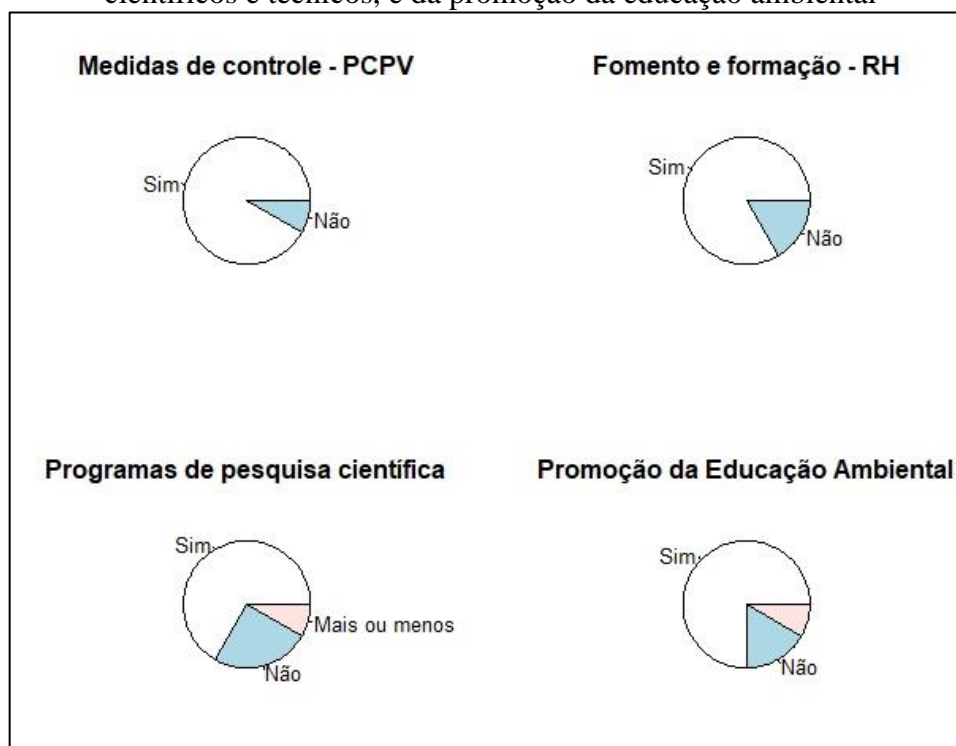 científicos e técnicos, e da promoção da educação ambiental
Medidas de controle - PCPV
Sim
Não
Fomento e formação - RH
Sim
Não
Programas de pesquisa científica
Sim
Mais ou menos
Não
Promoção da Educação Ambiental
Sim
Não